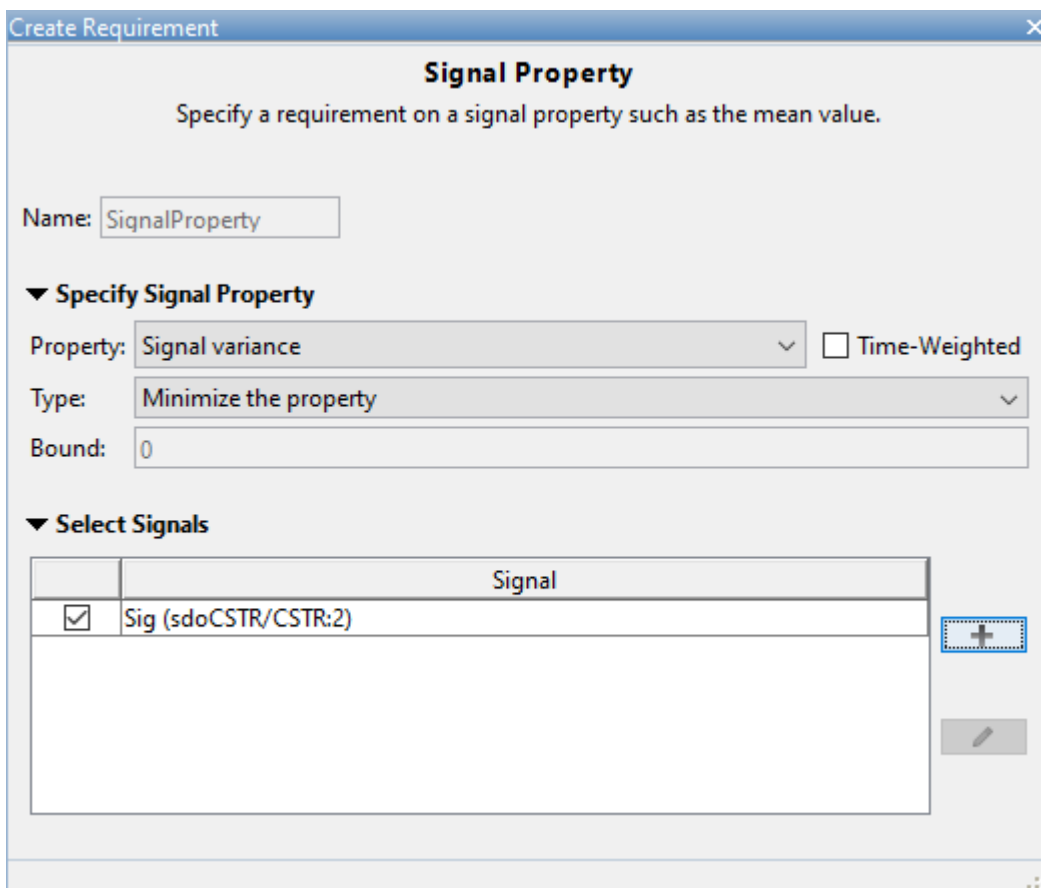 Create Requirement
Signal Property
Specify a requirement on a signal property such as the mean value.
Name: SignalProperty
Specify Signal Property
Property: Signal variance Time-Weighted
Type: Minimize the property
Bound: 0
Select Signals
Signal
Sig (sdoCSTR/CSTR:2)